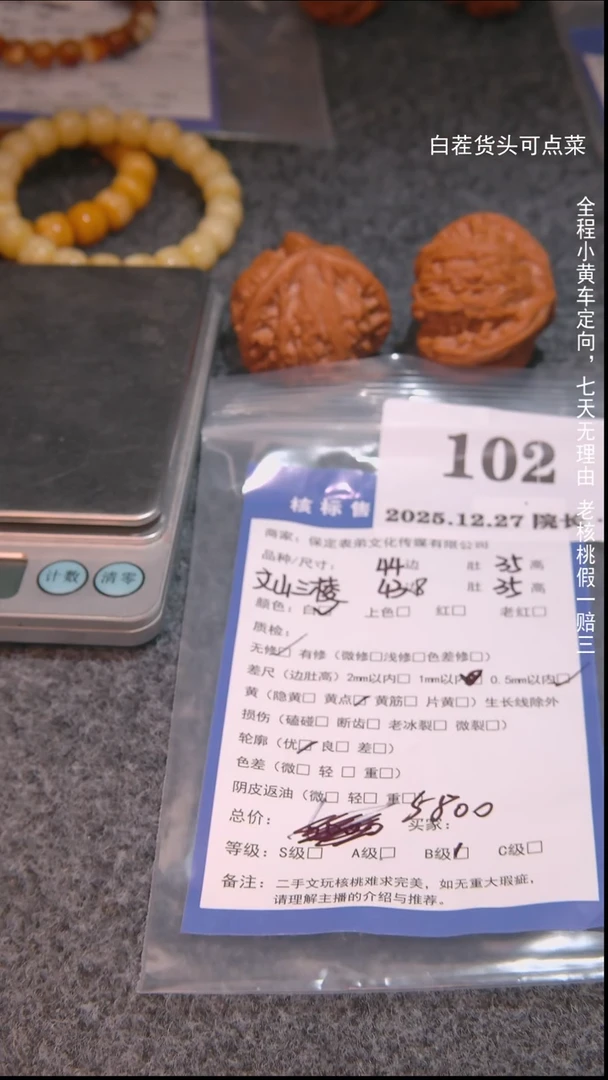 白茬货头可点菜
全程小黄车定向，七天无理由 老核桃假一赔三
102
2025.12.27 院长
核标售
商家：保定表弟文化传媒有限公司
品种/尺寸： 44边 肚 35 高
文山三棱 43.8 肚 35 高
颜色：白□ 上色□ 红□ 老红□
质检：
无修☑ 有修（微修□浅修□色差修□）
差尺（边肚高）2mm以内□ 1mm以内□ 0.5mm以内□
黄（隐黄□ 黄点☑ 黄筋□ 片黄□）生长线除外
损伤（磕碰□ 断齿□ 老冰裂□ 微裂□）
轮廓（优☑ 良□ 差□）
色差（微□ 轻□ 重□）
阴皮返油（微□ 轻□ 重□）
总价： 5800 买家：
等级：S级□ A级□ B级☑ C级□
备注：二手文玩核桃难求完美，如无重大瑕疵，
请理解主播的介绍与推荐。
计数 清零